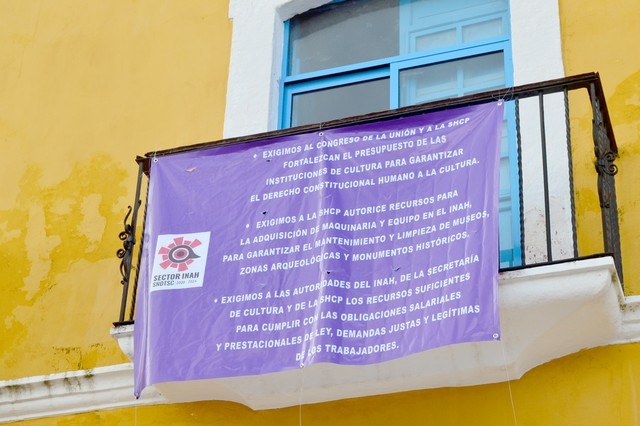 • EXIGIMOS AL CONGRESO DE LA UNIÓN Y A LA SHCP
FORTALEZCAN EL PRESUPUESTO DE LAS
INSTITUCIONES DE CULTURA PARA GARANTIZAR
EL DERECHO CONSTITUCIONAL HUMANO A LA CULTURA.
• EXIGIMOS A LA SHCP AUTORICE RECURSOS PARA
LA ADQUISICIÓN DE MAQUINARIA Y EQUIPO EN EL INAH,
PARA GARANTIZAR EL MANTENIMIENTO Y LIMPIEZA DE MUSEOS,
ZONAS ARQUEOLÓGICAS Y MONUMENTOS HISTÓRICOS.
• EXIGIMOS A LAS AUTORIDADES DEL INAH, DE LA SECRETARÍA
DE CULTURA Y DE LA SHCP LOS RECURSOS SUFICIENTES
PARA CUMPLIR CON LAS OBLIGACIONES SALARIALES
Y PRESTACIONALES DE LEY, DEMANDAS JUSTAS Y LEGÍTIMAS
DE LOS TRABAJADORES.
SECTOR INAH
SNDTSC